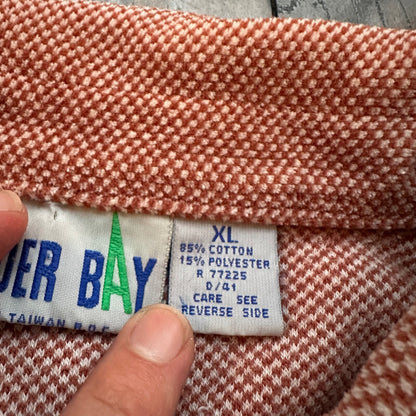 DER BAY
TAIWAN R.O.C.
XL
85% COTTON
15% POLYESTER
R 77225
D/41
CARE SEE
REVERSE SIDE